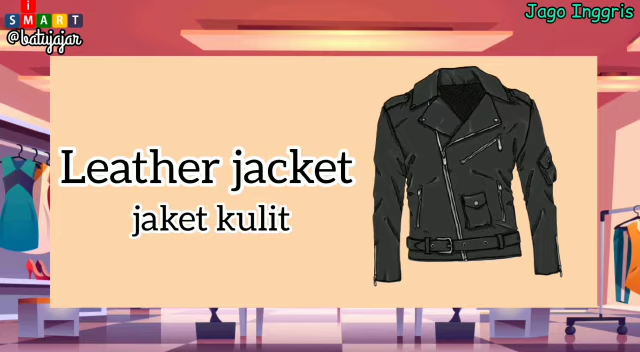 i
SMART
@batujajar
Jago Inggris
Leather jacket
jaket kulit